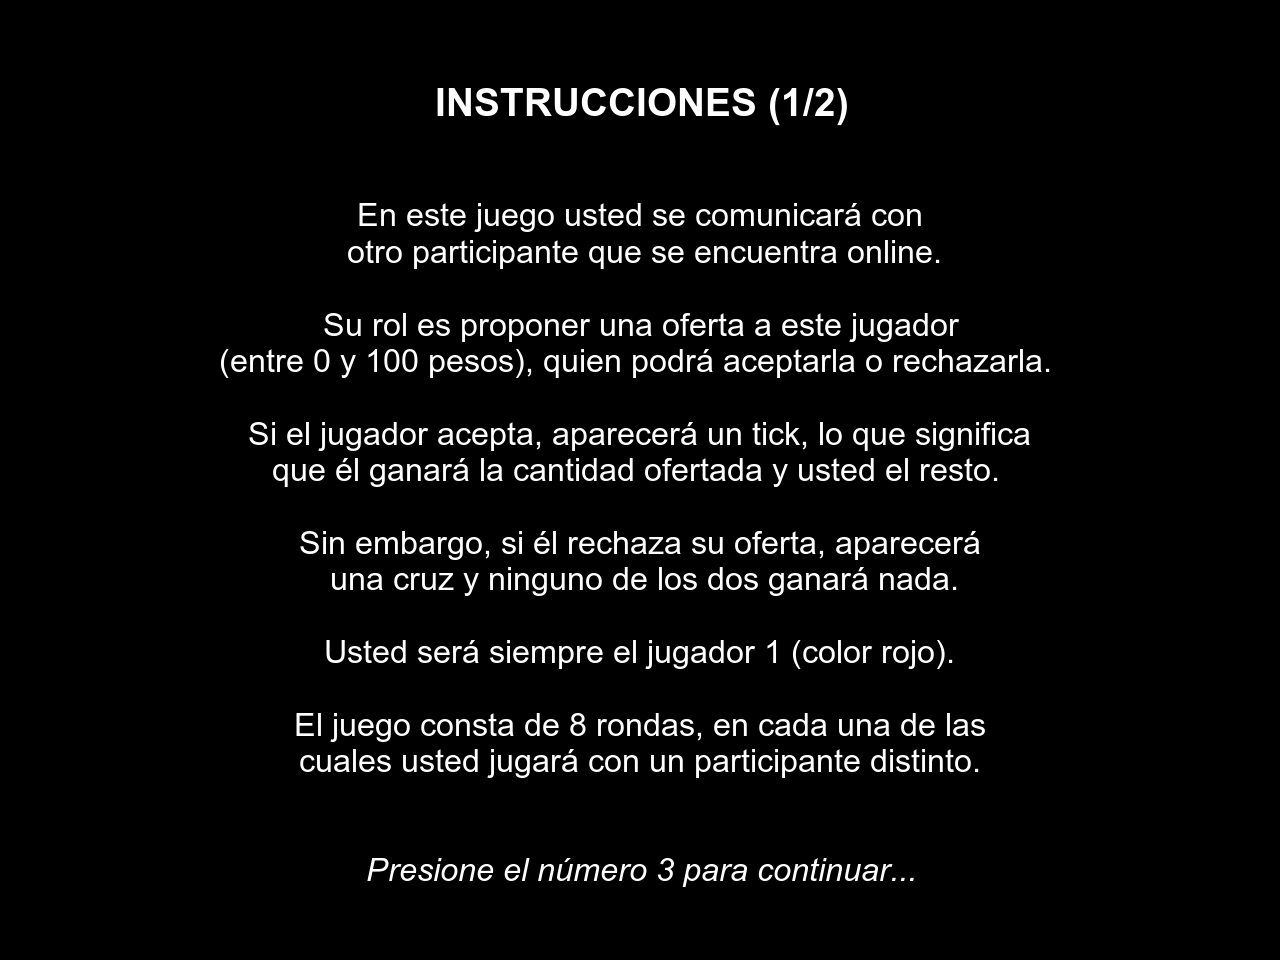 INSTRUCCIONES (1/2)
En este juego usted se comunicará con
otro participante que se encuentra online.
Su rol es proponer una oferta a este jugador
(entre 0 y 100 pesos), quien podrá aceptarla o rechazarla.
Si el jugador acepta, aparecerá un tick, lo que significa
que él ganará la cantidad ofertada y usted el resto.
Sin embargo, si él rechaza su oferta, aparecerá
una cruz y ninguno de los dos ganará nada.
Usted será siempre el jugador 1 (color rojo).
El juego consta de 8 rondas, en cada una de las
cuales usted jugará con un participante distinto.
Presione el número 3 para continuar...